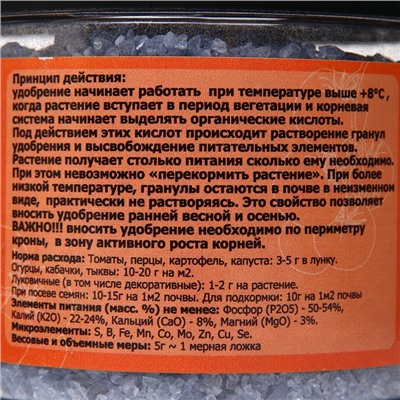 Принцип действия:
удобрение начинает работать при температуре выше +8°С ,
когда растение вступает в период вегетации и корневая
система начинает выделять органические кислоты.
Под действием этих кислот происходит растворение гранул
удобрения и высвобождение питательных элементов.
Растение получает столько питания сколько ему необходимо.
При этом невозможно «перекормить растение». При более
низкой температуре, гранулы остаются в почве в неизменном
виде, практически не растворяясь. Это свойство позволяет
вносить удобрение ранней весной и осенью.
ВАЖНО!!! вносить удобрение необходимо по периметру
кроны, в зону активного роста корней.
Норма расхода: Томаты, перцы, картофель, капуста: 3-5 г в лунку.
Огурцы, кабачки, тыквы: 10-20 г на м2.
Луковичные (в том числе декоративные): 1-2 г на растение.
При посеве семян: 10-15г на 1м2 почвы. Для подкормки: 10г на 1м2 почвы
Элементы питания (масс. %) не менее: Фосфор (P2O5) - 50-54%,
Калий (K2O) - 22-24%, Кальций (CaO) - 8%, Магний (MgO) - 3%.
Микроэлементы: S, B, Fe, Mn, Co, Mo, Zn, Cu, Se.
Весовые и объемные меры: 5г ~ 1 мерная ложка